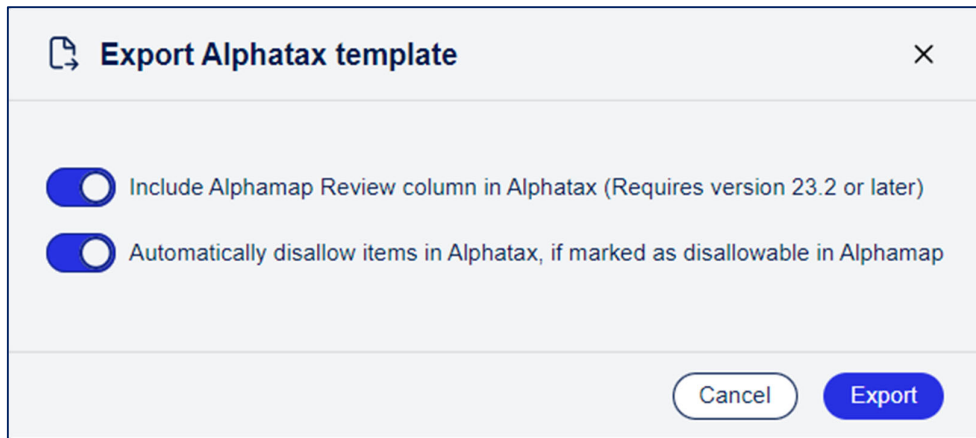 Export Alphatax template
Include Alphamap Review column in Alphatax (Requires version 23.2 or later)
Automatically disallow items in Alphatax, if marked as disallowable in Alphamap
Cancel Export